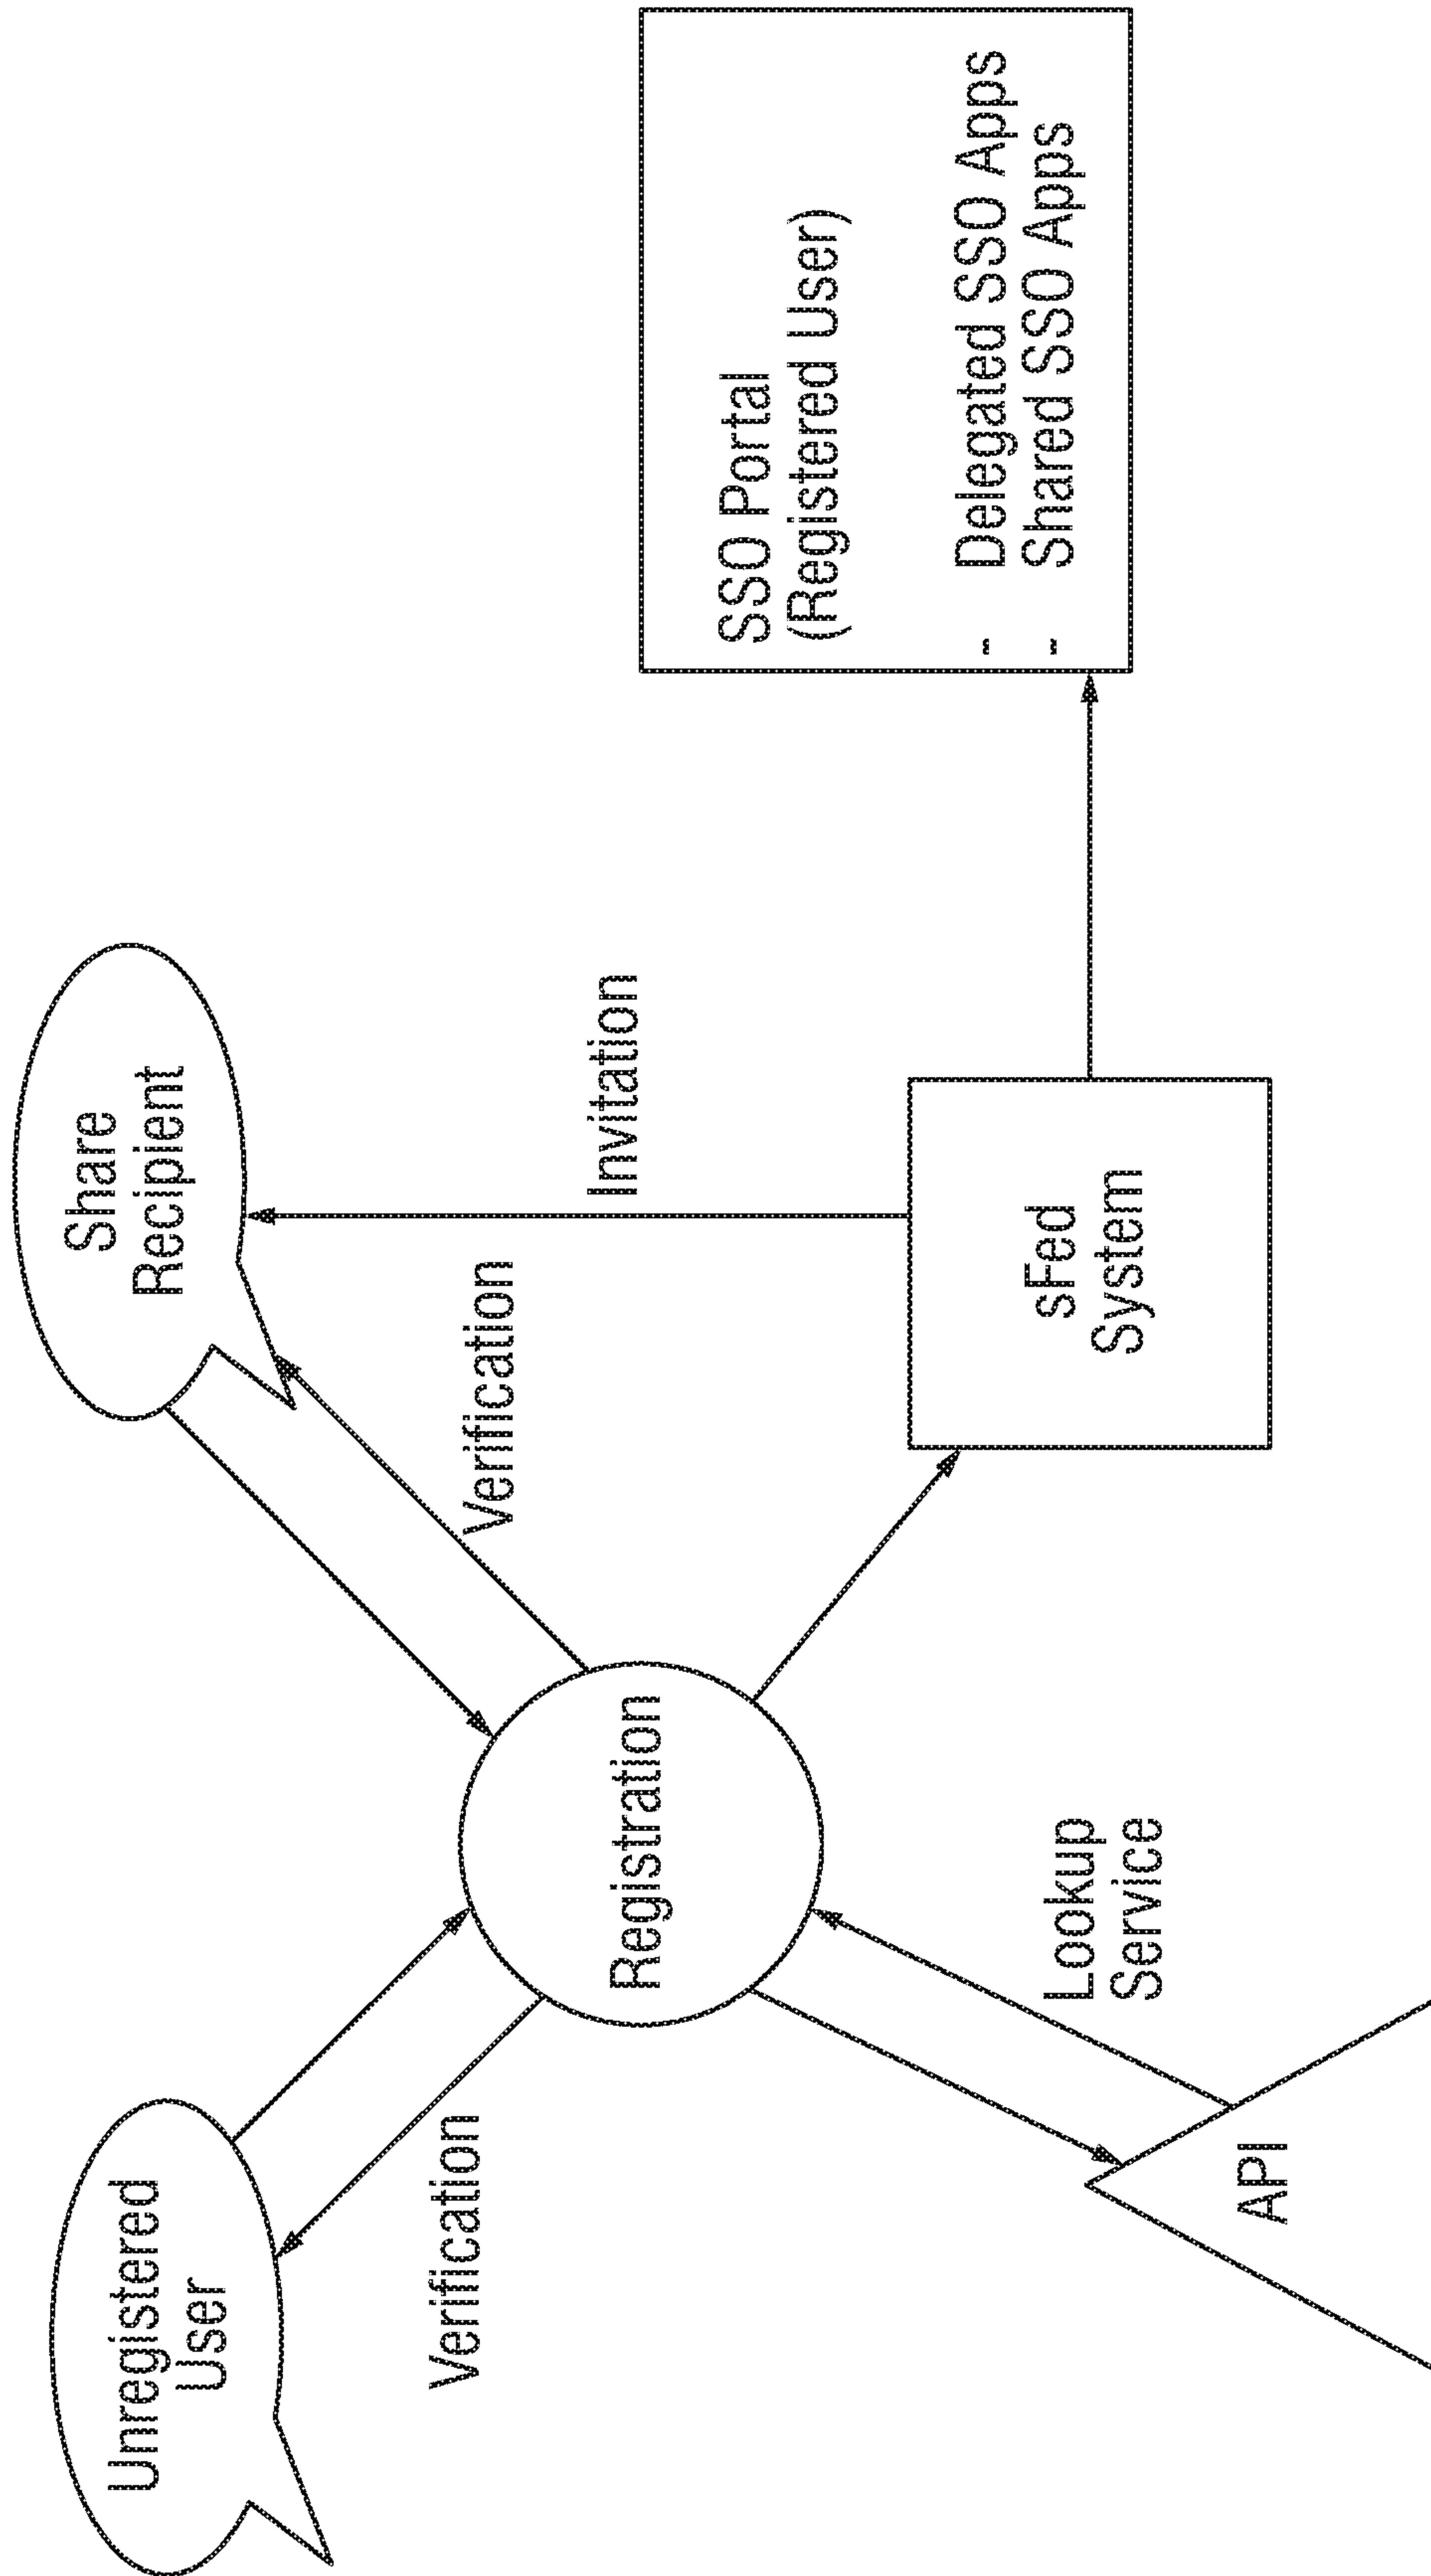 Unregistered
User
Share
Recipient
Verification
Verification
Invitation
Registration
SSO Portal
(Registered User)
- Delegated SSO Apps
- Shared SSO Apps
sFed
System
Lookup
Service
API